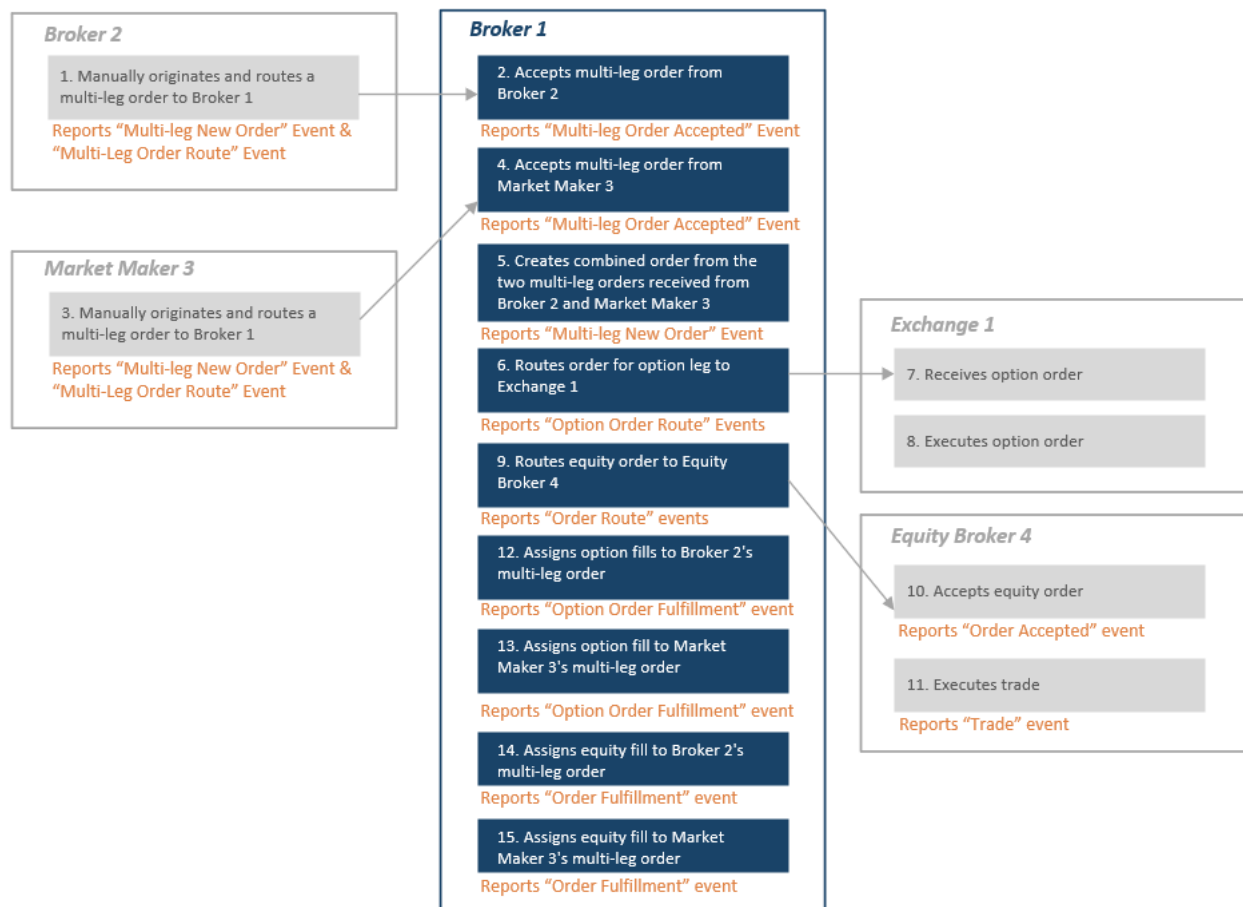 Broker 2
1. Manually originates and routes a
multi-leg order to Broker 1
Reports “Multi-leg New Order” Event &
“Multi-Leg Order Route” Event
Market Maker 3
3. Manually originates and routes a
multi-leg order to Broker 1
Reports “Multi-leg New Order” Event &
“Multi-Leg Order Route” Event
Broker 1
2. Accepts multi-leg order from
Broker 2
Reports “Multi-leg Order Accepted” Event
4. Accepts multi-leg order from
Market Maker 3
Reports “Multi-leg Order Accepted” Event
5. Creates combined order from the
two multi-leg orders received from
Broker 2 and Market Maker 3
Reports “Multi-leg New Order” Event
6. Routes order for option leg to
Exchange 1
Reports “Option Order Route” Events
9. Routes equity order to Equity
Broker 4
Reports “Order Route” events
12. Assigns option fills to Broker 2's
multi-leg order
Reports “Option Order Fulfillment” event
13. Assigns option fill to Market
Maker 3's multi-leg order
Reports “Option Order Fulfillment” event
14. Assigns equity fill to Broker 2's
multi-leg order
Reports “Order Fulfillment” event
15. Assigns equity fill to Market
Maker 3's multi-leg order
Reports “Order Fulfillment” event
Exchange 1
7. Receives option order
8. Executes option order
Equity Broker 4
10. Accepts equity order
Reports “Order Accepted” event
11. Executes trade
Reports “Trade” event